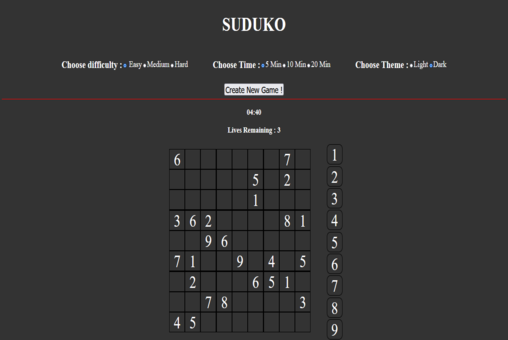 SUDUKO
Choose difficulty : Easy Medium Hard Choose Time : 5 Min 10 Min 20 Min Choose Theme : Light Dark
Create New Game !
04:40
Lives Remaining : 3
6 7
5 2
1
3 6 2 8 1
9 6
7 1 9 4 5
2 6 5 1
7 8 3
4 5
1
2
3
4
5
6
7
8
9